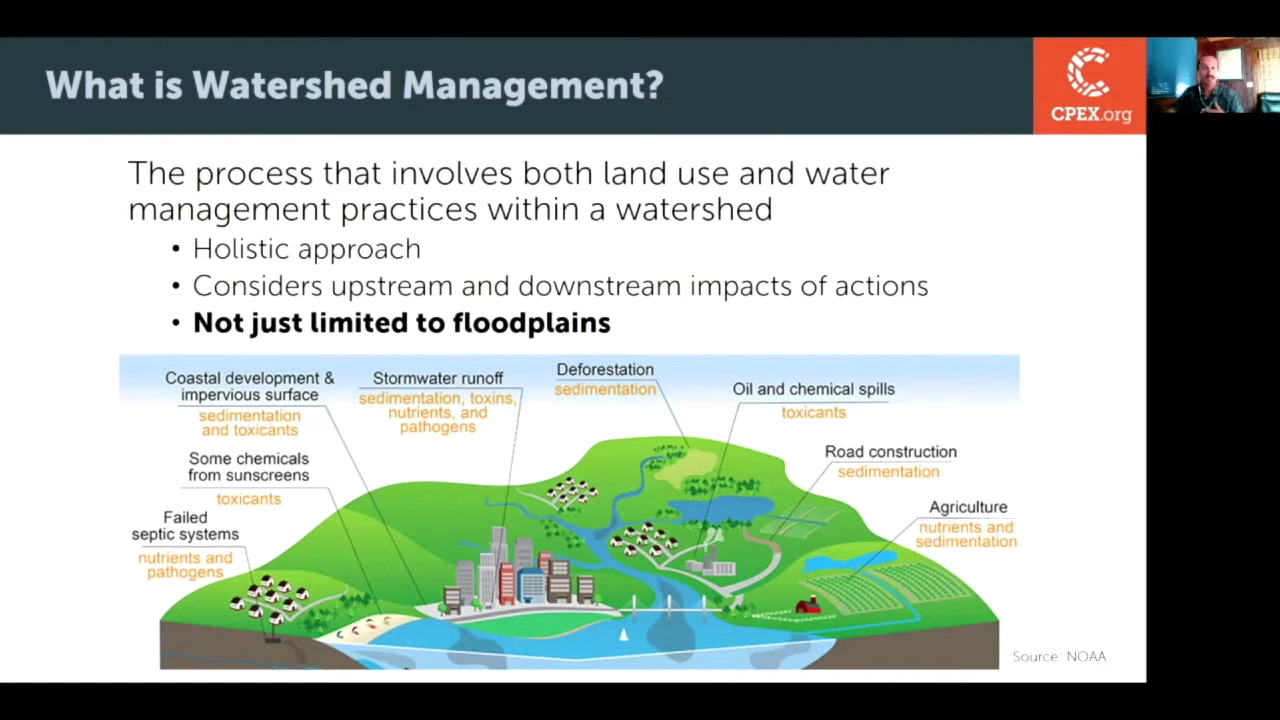 What is Watershed Management?
CPEX.org
The process that involves both land use and water
management practices within a watershed
• Holistic approach
• Considers upstream and downstream impacts of actions
• Not just limited to floodplains
Coastal development &
impervious surface
sedimentation
and toxicants
Stormwater runoff
sedimentation, toxins,
nutrients, and
pathogens
Deforestation
sedimentation
Oil and chemical spills
toxicants
Some chemicals
from sunscreens
toxicants
Road construction
sedimentation
Failed
septic systems
nutrients and
pathogens
Agriculture
nutrients and
sedimentation
Source: NOAA